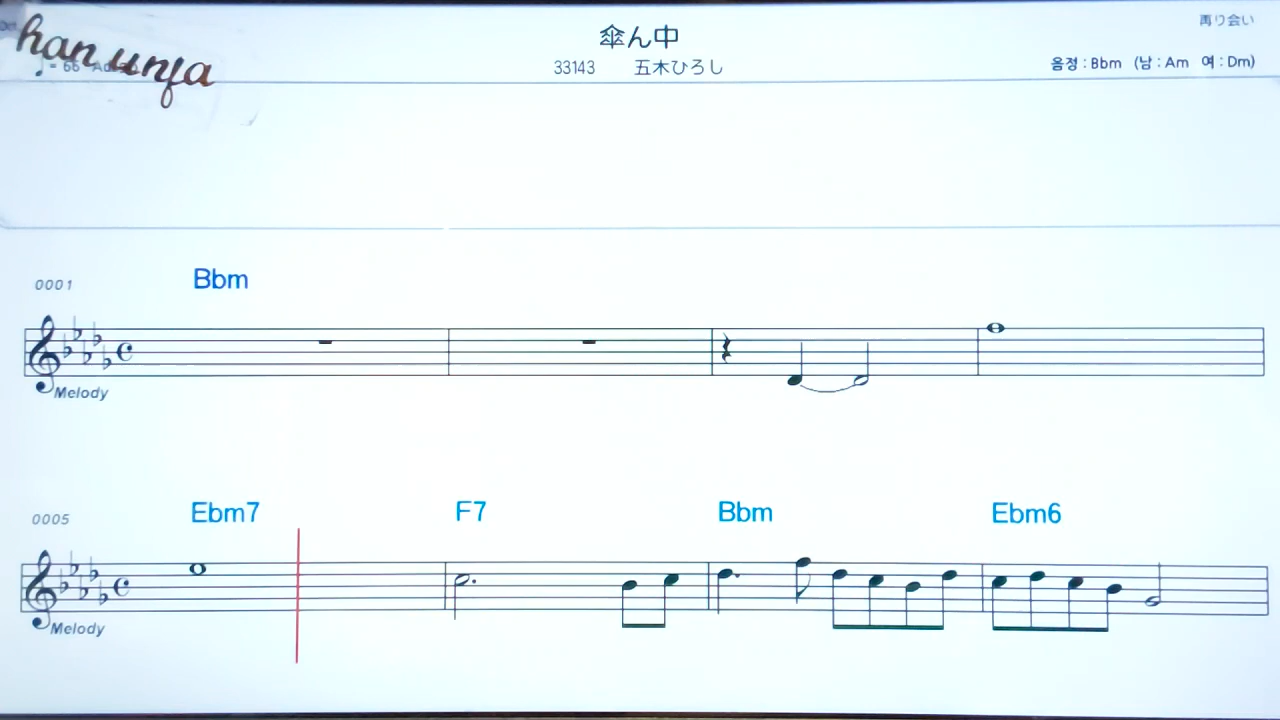 再り会い
傘ん中
han unja
33143 五木ひろし
음정 : Bbm (남 : Am 여 : Dm)
♩ = 66
0001 Bbm
Melody
0005 Ebm7 F7 Bbm Ebm6
Melody